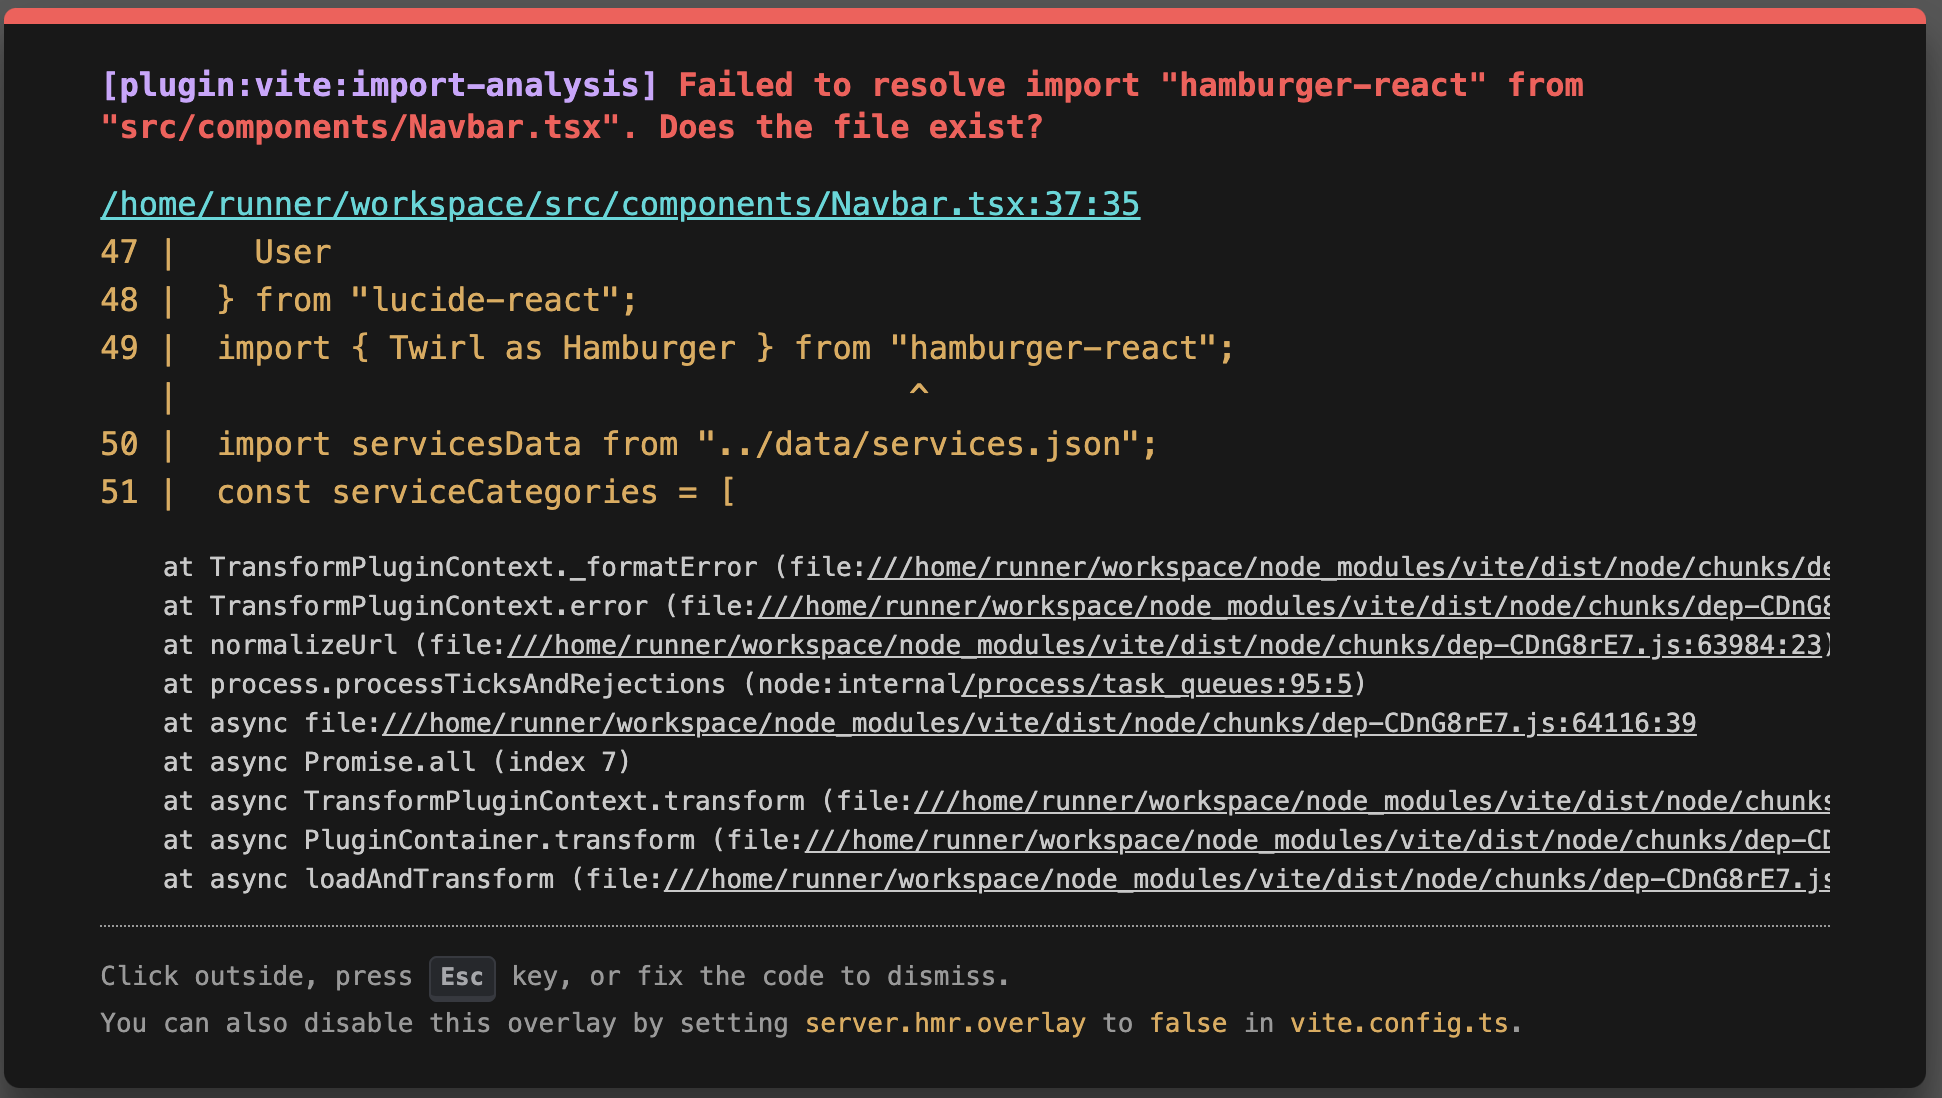 [plugin:vite:import-analysis] Failed to resolve import "hamburger-react" from
"src/components/Navbar.tsx". Does the file exist?
/home/runner/workspace/src/components/Navbar.tsx:37:35
47 |    User
48 |  } from "lucide-react";
49 |  import { Twirl as Hamburger } from "hamburger-react";
   |                                      ^
50 |  import servicesData from "../data/services.json";
51 |  const serviceCategories = [
    at TransformPluginContext._formatError (file:///home/runner/workspace/node_modules/vite/dist/node/chunks/de
    at TransformPluginContext.error (file:///home/runner/workspace/node_modules/vite/dist/node/chunks/dep-CDnG8
    at normalizeUrl (file:///home/runner/workspace/node_modules/vite/dist/node/chunks/dep-CDnG8rE7.js:63984:23)
    at process.processTicksAndRejections (node:internal/process/task_queues:95:5)
    at async file:///home/runner/workspace/node_modules/vite/dist/node/chunks/dep-CDnG8rE7.js:64116:39
    at async Promise.all (index 7)
    at async TransformPluginContext.transform (file:///home/runner/workspace/node_modules/vite/dist/node/chunks
    at async PluginContainer.transform (file:///home/runner/workspace/node_modules/vite/dist/node/chunks/dep-CD
    at async loadAndTransform (file:///home/runner/workspace/node_modules/vite/dist/node/chunks/dep-CDnG8rE7.js
Click outside, press Esc key, or fix the code to dismiss.
You can also disable this overlay by setting server.hmr.overlay to false in vite.config.ts.